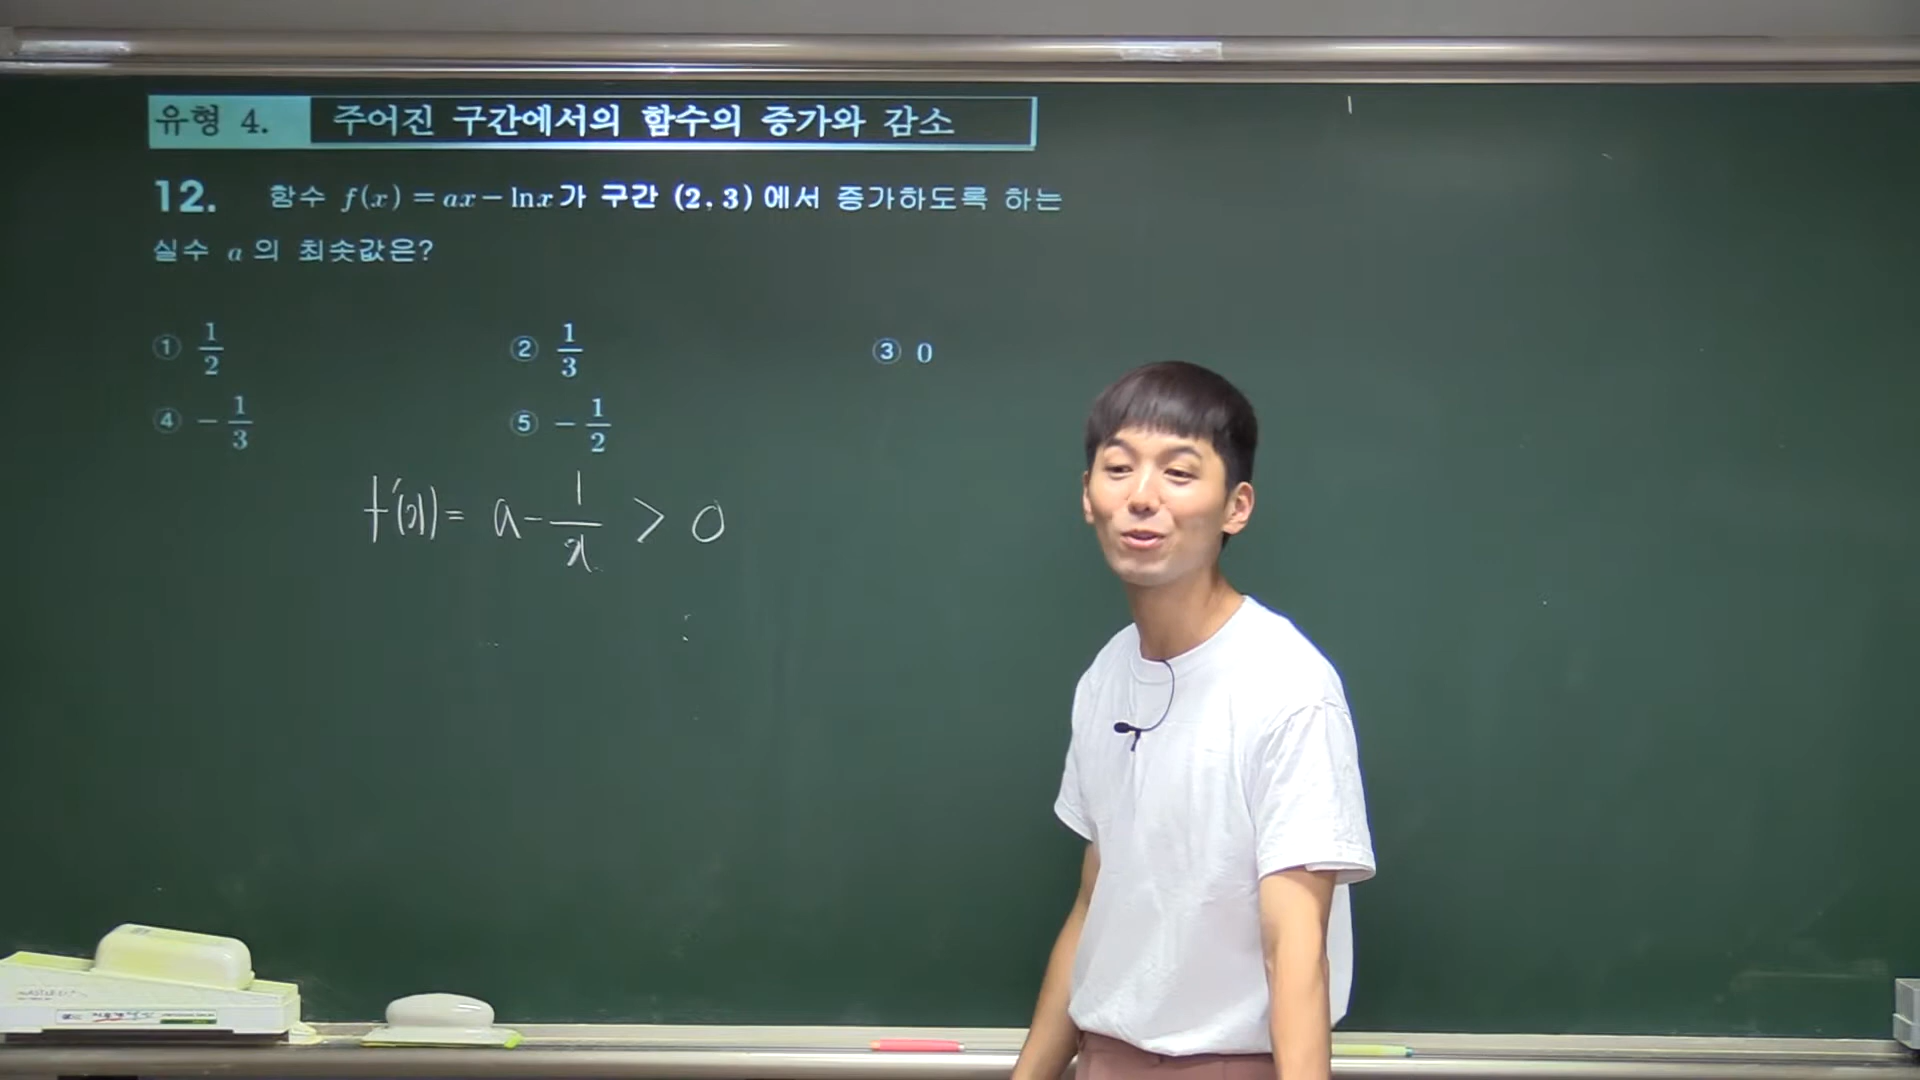 유형 4. 주어진 구간에서의 함수의 증가와 감소
12. 함수 f(x) = ax − ln x가 구간 (2, 3)에서 증가하도록 하는
실수 a의 최솟값은?
① 1/2 ② 1/3 ③ 0
④ −1/3 ⑤ −1/2
f'(x) = a − 1/x > 0